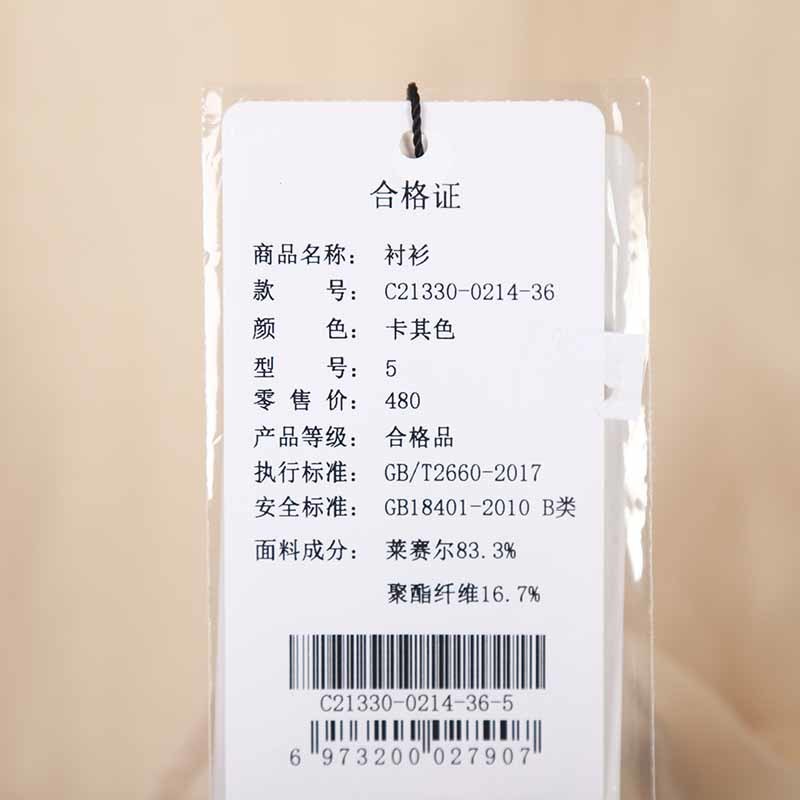 合格证
商品名称： 衬衫
款 号： C21330-0214-36
颜 色： 卡其色
型 号： 5
零售价： 480
产品等级： 合格品
执行标准： GB/T2660-2017
安全标准： GB18401-2010 B类
面料成分： 莱赛尔83.3%
聚酯纤维16.7%
C21330-0214-36-5
6 973200 027907